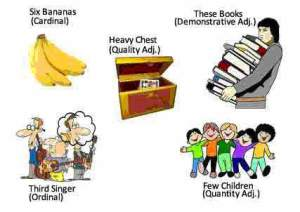 Six Bananas
(Cardinal)
These Books
(Demonstrative Adj.)
Heavy Chest
(Quality Adj.)
Third Singer
(Ordinal)
Few Children
(Quantity Adj.)